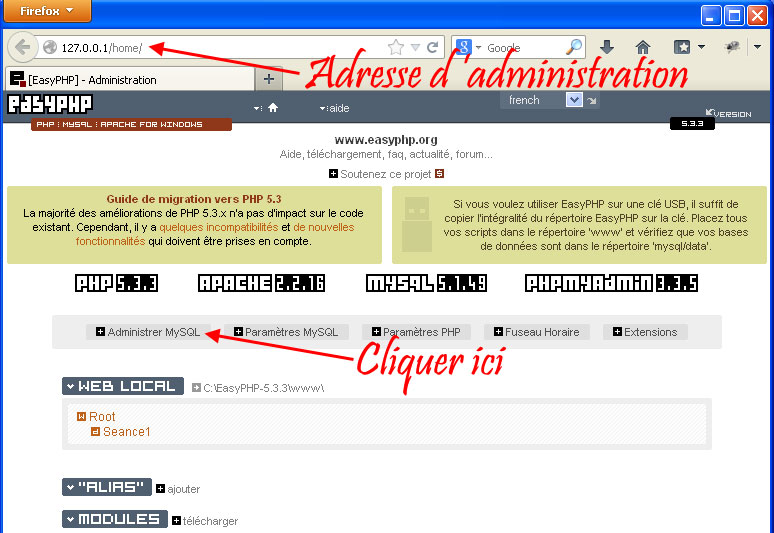 Firefox
127.0.0.1/home/
Google
Adresse d'administration
[EasyPHP] - Administration
EASYPHP
aide
french
PHP : MYSQL : APACHE FOR WINDOWS
5.3.3
VERSION
www.easyphp.org
Aide, téléchargement, faq, actualité, forum...
Soutenez ce projet 5
Guide de migration vers PHP 5.3
La majorité des améliorations de PHP 5.3.x n'a pas d'impact sur le code
existant. Cependant, il y a quelques incompatibilités et de nouvelles
fonctionnalités qui doivent être prises en compte.
Si vous voulez utiliser EasyPHP sur une clé USB, il suffit de
copier l'intégralité du répertoire EasyPHP sur la clé. Placez tous
vos scripts dans le répertoire 'www' et vérifiez que vos bases
de données sont dans le répertoire 'mysql/data'.
PHP 5.3.3 APACHE 2.2.16 MYSQL 5.1.49 PHPMYADMIN 3.3.5
Administrer MySQL Paramètres MySQL Paramètres PHP Fuseau Horaire Extensions
Cliquer ici
WEB LOCAL C:\EasyPHP-5.3.3\www\
Root
Seance1
"ALIAS" ajouter
MODULES télécharger